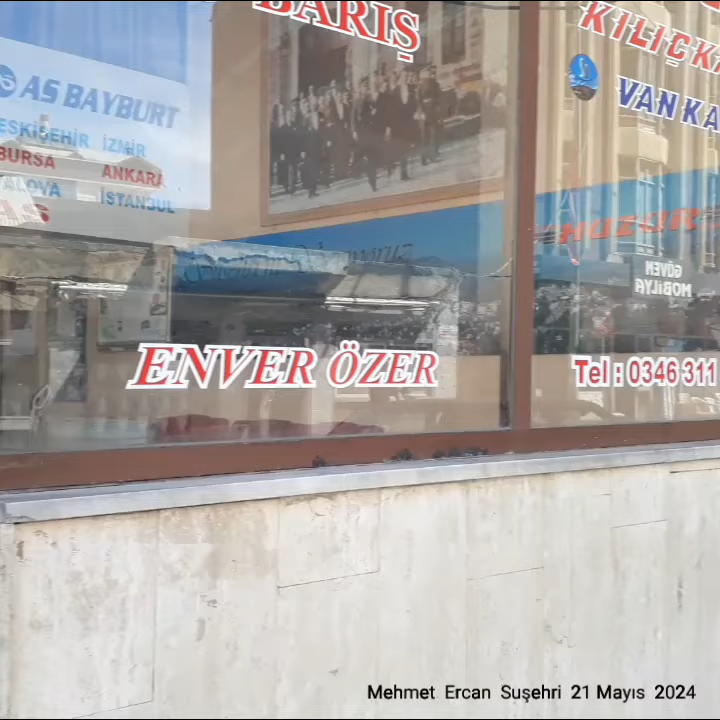 BARIŞ
KILIÇKA
AS BAYBURT
VAN KA
ESKİŞEHİR İZMİR
BURSA ANKARA
YALOVA İSTANBUL
HUZUR
GÜVEN
MOBİLYA
ENVER ÖZER
Tel : 0346 311
Mehmet Ercan Suşehri 21 Mayıs 2024